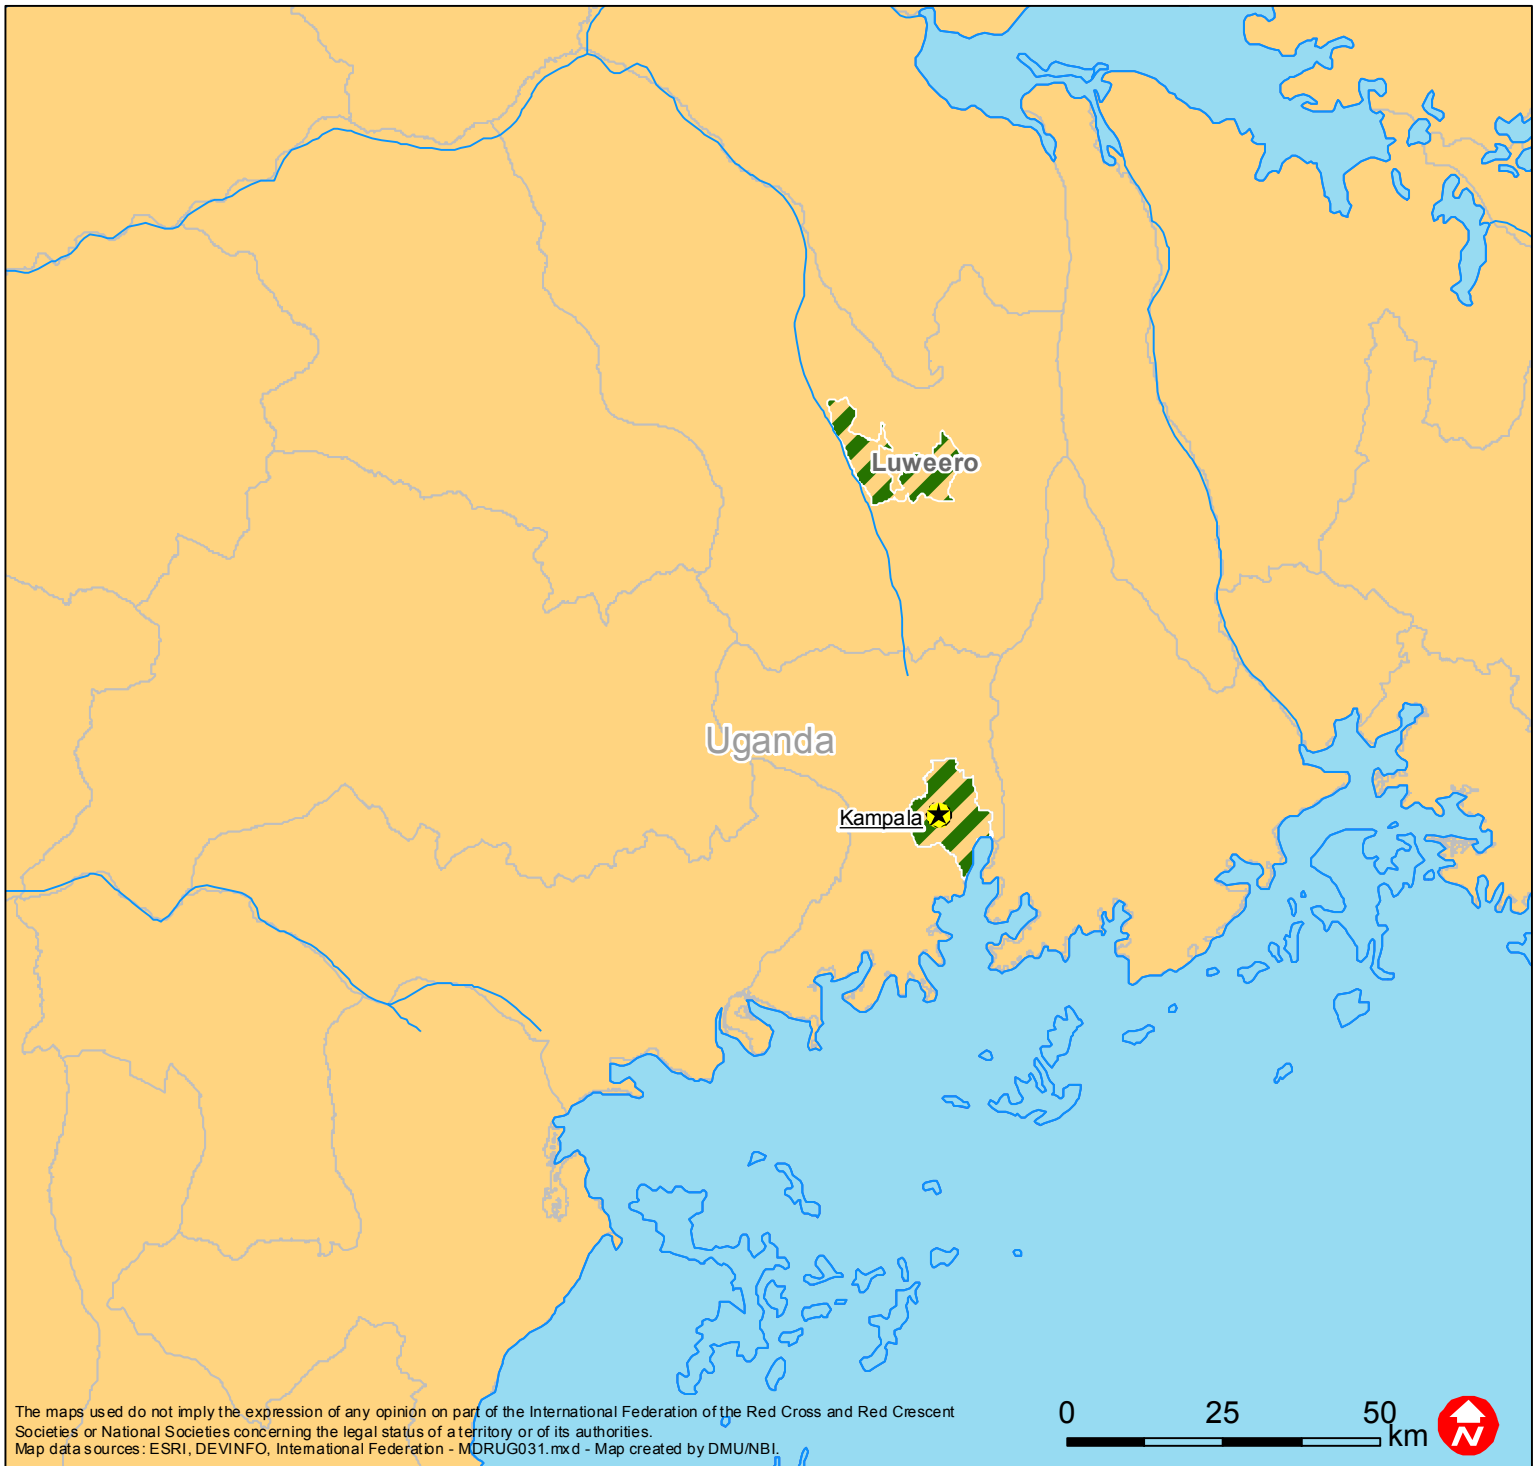 Luweero
Uganda
Kampala
The maps used do not imply the expression of any opinion on part of the International Federation of the Red Cross and Red Crescent
Societies or National Societies concerning the legal status of a territory or of its authorities.
Map data sources: ESRI, DEVINFO, International Federation - MDRUG031.mxd - Map created by DMU/NBI.
0 25 50 km
N